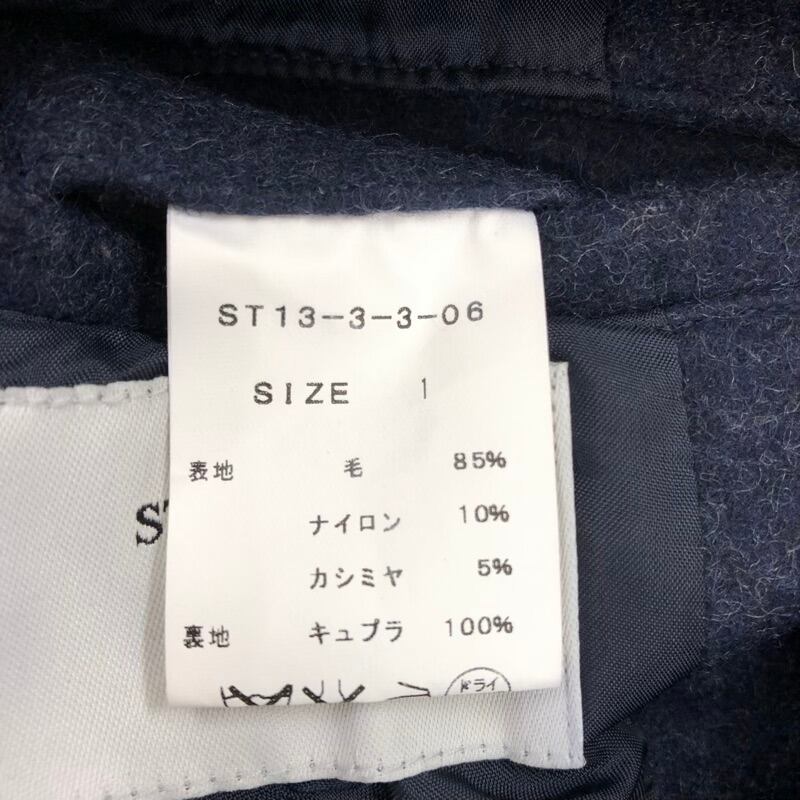 ST13-3-3-06
SIZE 1
表地 毛 85%
ナイロン 10%
カシミヤ 5%
裏地 キュプラ 100%
ドライ
S